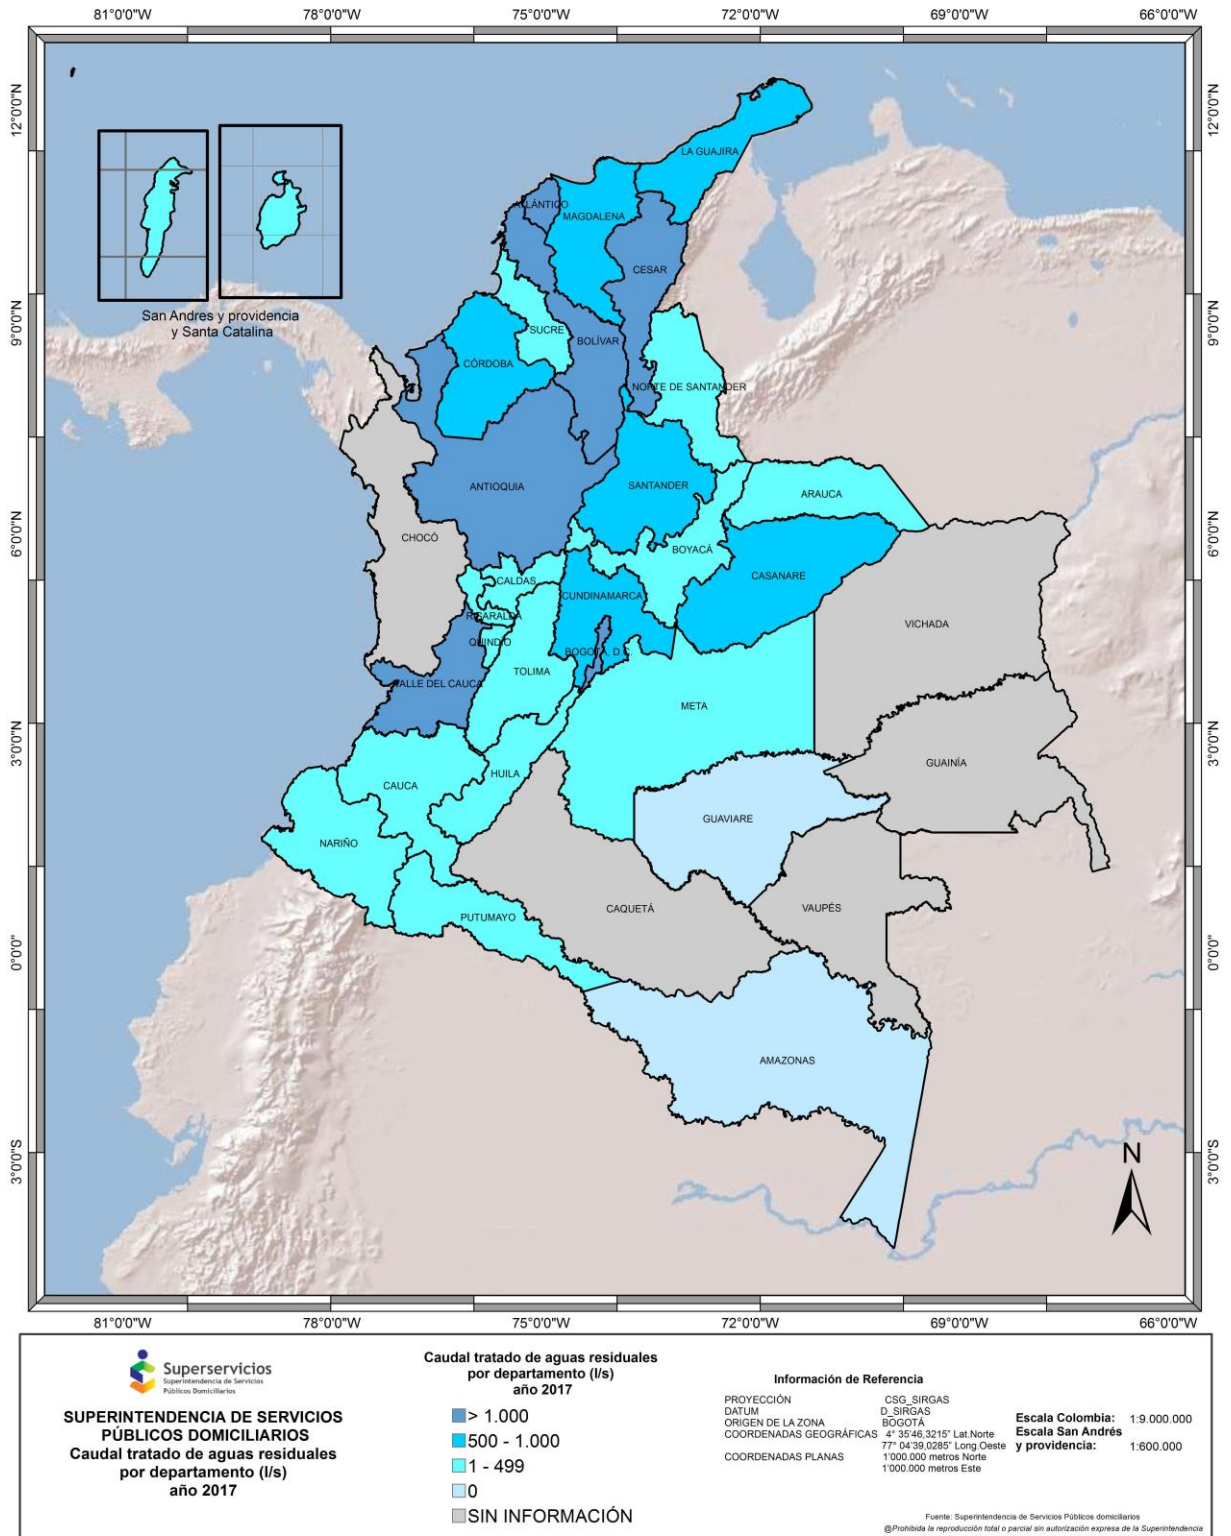 81°0'0"W 78°0'0"W 75°0'0"W 72°0'0"W 69°0'0"W 66°0'0"W
12°0'0"N
12°0'0"N
9°0'0"N
9°0'0"N
6°0'0"N
6°0'0"N
3°0'0"N
3°0'0"N
0°0'0"
0°0'0"
3°0'0"S
3°0'0"S
San Andres y providencia
y Santa Catalina
LA GUAJIRA
ATLÁNTICO
MAGDALENA
CESAR
SUCRE
BOLÍVAR
CÓRDOBA
NORTE DE SANTANDER
ANTIOQUIA
SANTANDER
ARAUCA
CHOCÓ
BOYACÁ
CALDAS
CASANARE
CUNDINAMARCA
RISARALDA
VICHADA
QUINDIO
BOGOTÁ, D.C.
TOLIMA
VALLE DEL CAUCA
META
GUAINÍA
HUILA
CAUCA
GUAVIARE
NARIÑO
CAQUETÁ
VAUPÉS
PUTUMAYO
AMAZONAS
N
81°0'0"W 78°0'0"W 75°0'0"W 72°0'0"W 69°0'0"W 66°0'0"W
Superservicios
Superintendencia de Servicios
Públicos Domiciliarios
SUPERINTENDENCIA DE SERVICIOS
PÚBLICOS DOMICILIARIOS
Caudal tratado de aguas residuales
por departamento (l/s)
año 2017
Caudal tratado de aguas residuales
por departamento (l/s)
año 2017
> 1.000
500 - 1.000
1 - 499
0
SIN INFORMACIÓN
Información de Referencia
PROYECCIÓN CSG_SIRGAS
DATUM D_SIRGAS
ORIGEN DE LA ZONA BOGOTÁ
COORDENADAS GEOGRÁFICAS 4° 35'46,3215" Lat.Norte
77° 04'39,0285" Long.Oeste
COORDENADAS PLANAS 1'000.000 metros Norte
1'000.000 metros Este
Escala Colombia: 1:9.000.000
Escala San Andrés
y providencia: 1:600.000
Fuente: Superintendencia de Servicios Públicos domiciliarios
@Prohibida la reproducción total o parcial sin autorización expresa de la Superintendencia